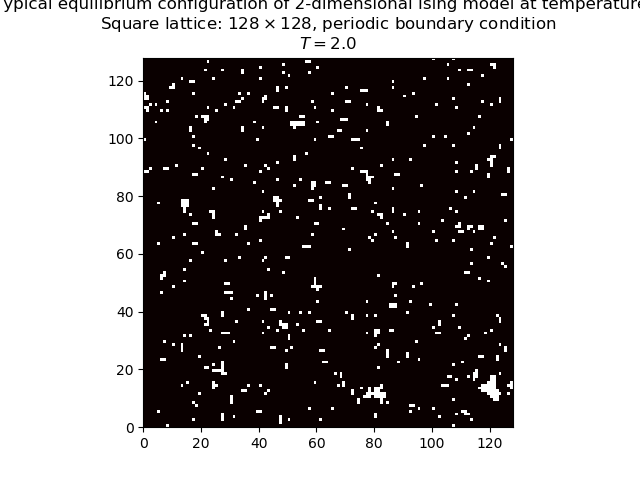 ypical equilibrium configuration of 2-dimensional Ising model at temperature
Square lattice: 128 × 128, periodic boundary condition
T = 2.0
120
100
80
60
40
20
0
0 20 40 60 80 100 120